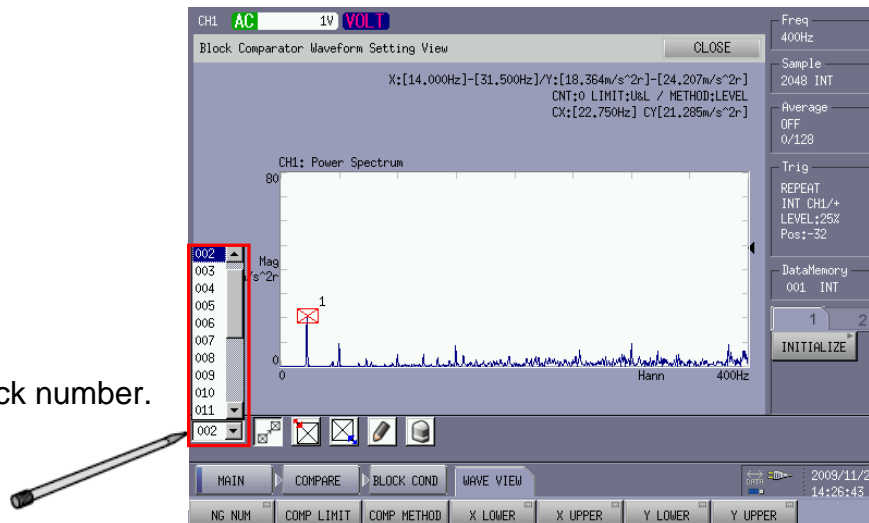 CH1 AC 1V VOLT
Block Comparator Waveform Setting View CLOSE
X:[14.000Hz]-[31.500Hz]/Y:[18.364m/s^2r]-[24.207m/s^2r]
CNT:0 LIMIT:U&L / METHOD:LEVEL
CX:[22.750Hz] CY[21.285m/s^2r]
CH1: Power Spectrum
80
Mag
/s^2r
1
0
0 Hann 400Hz
002
003
004
005
006
007
008
009
010
011
002
ck number.
Freq
400Hz
Sample
2048 INT
Average
OFF
0/128
Trig
REPEAT
INT CH1/+
LEVEL:25%
Pos:-32
DataMemory
001 INT
1 2
INITIALIZE
MAIN COMPARE BLOCK COND WAVE VIEW
DATA
2009/11/2
14:26:43
NG NUM COMP LIMIT COMP METHOD X LOWER X UPPER Y LOWER Y UPPER